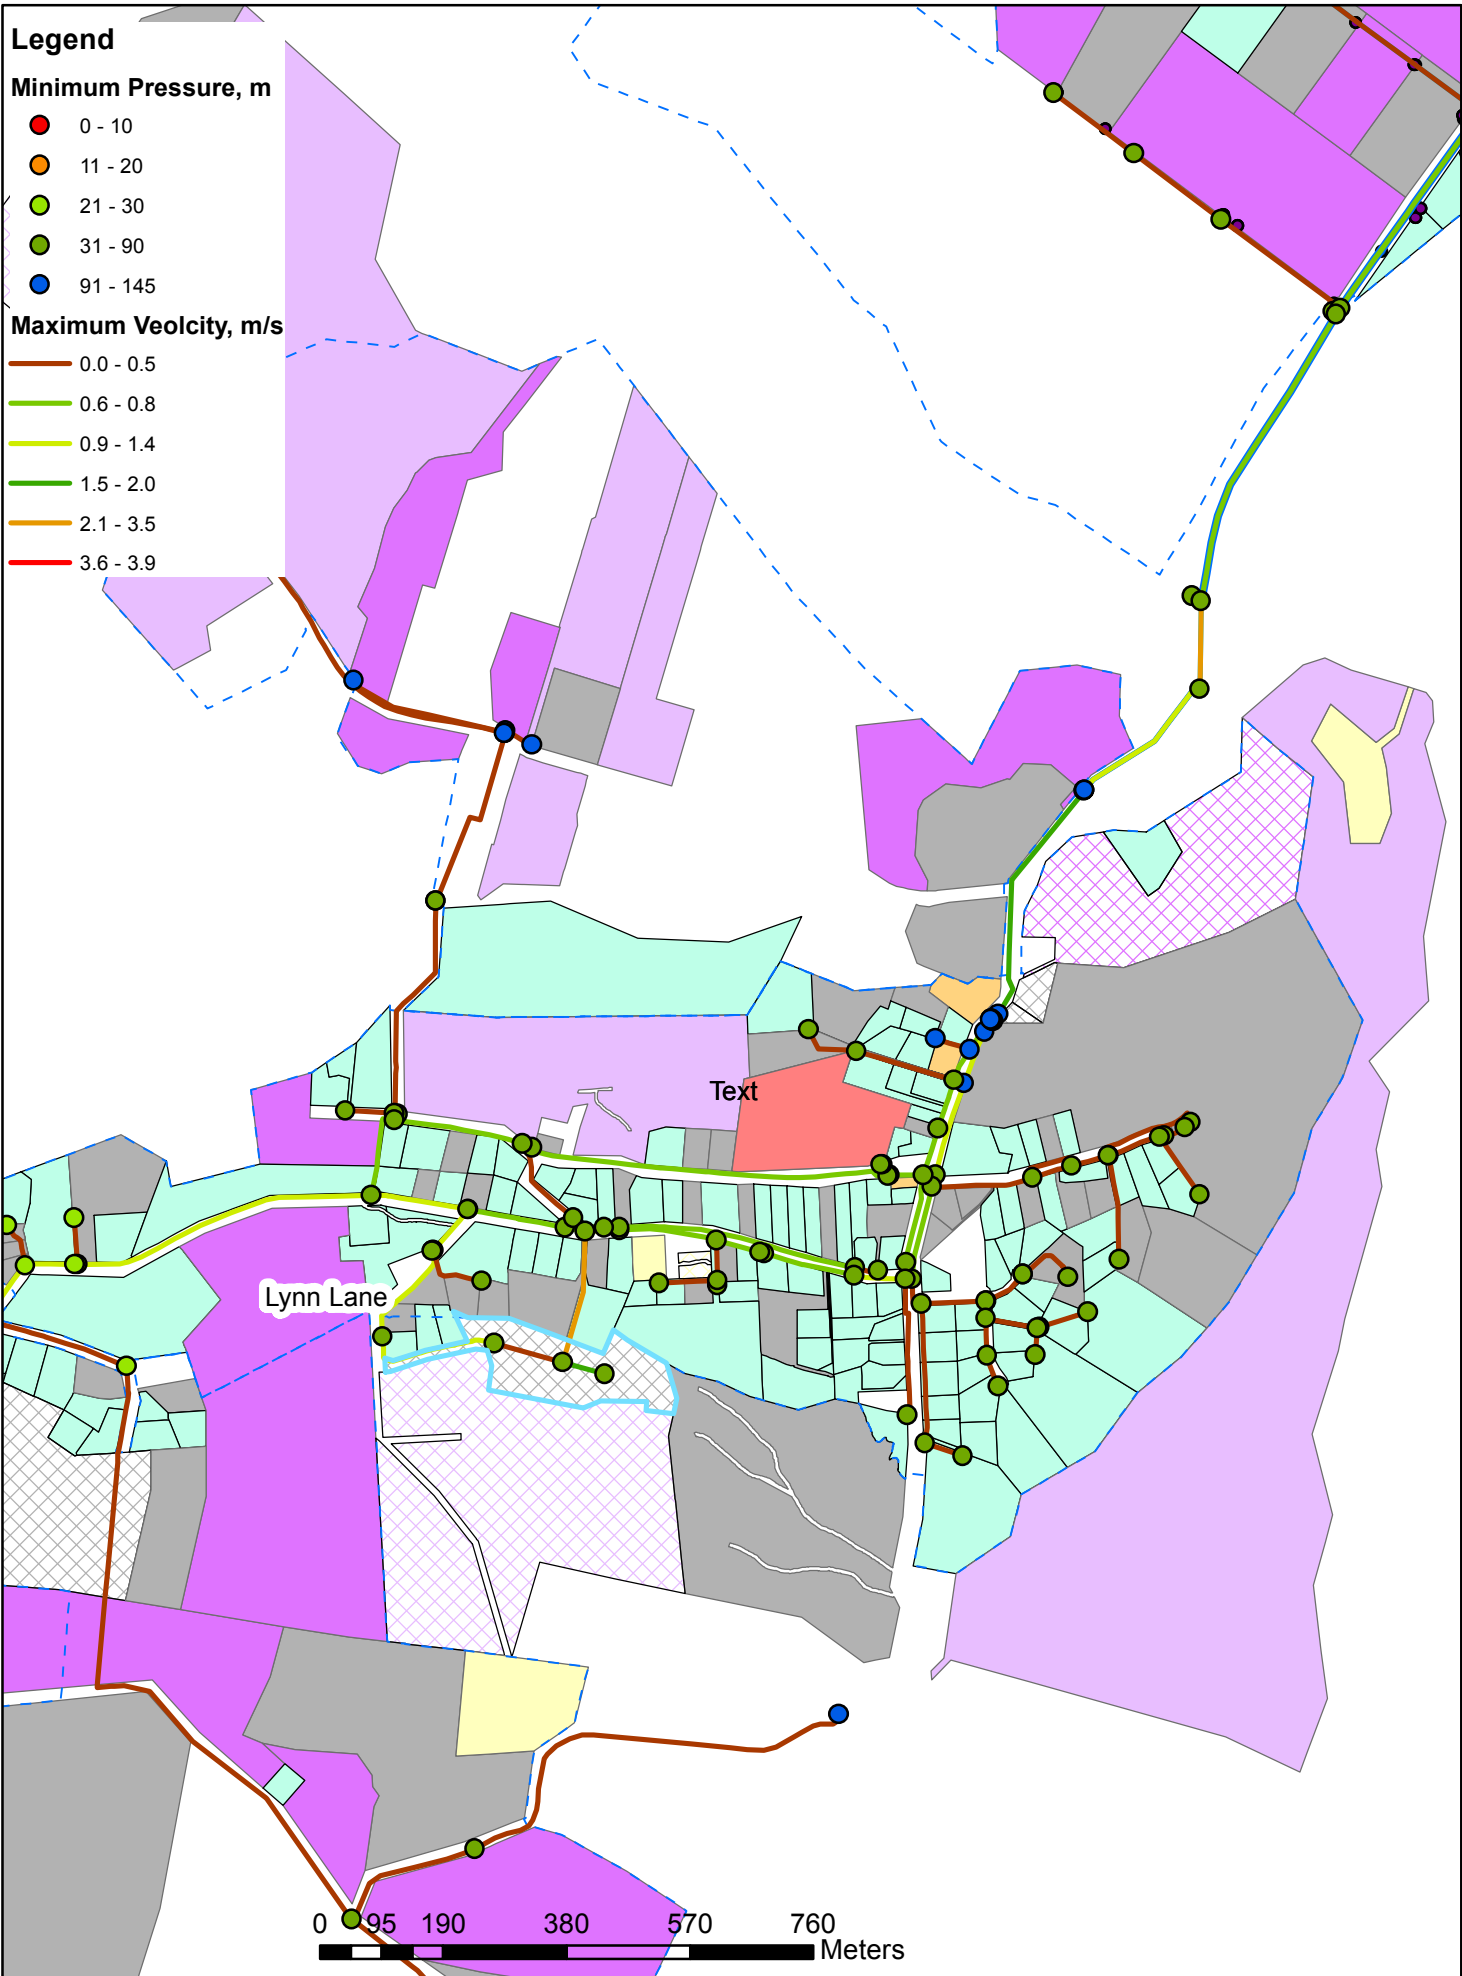 Legend
Minimum Pressure, m
0 - 10
11 - 20
21 - 30
31 - 90
91 - 145
Maximum Veolcity, m/s
0.0 - 0.5
0.6 - 0.8
0.9 - 1.4
1.5 - 2.0
2.1 - 3.5
3.6 - 3.9
Text
Lynn Lane
0 95 190 380 570 760
Meters